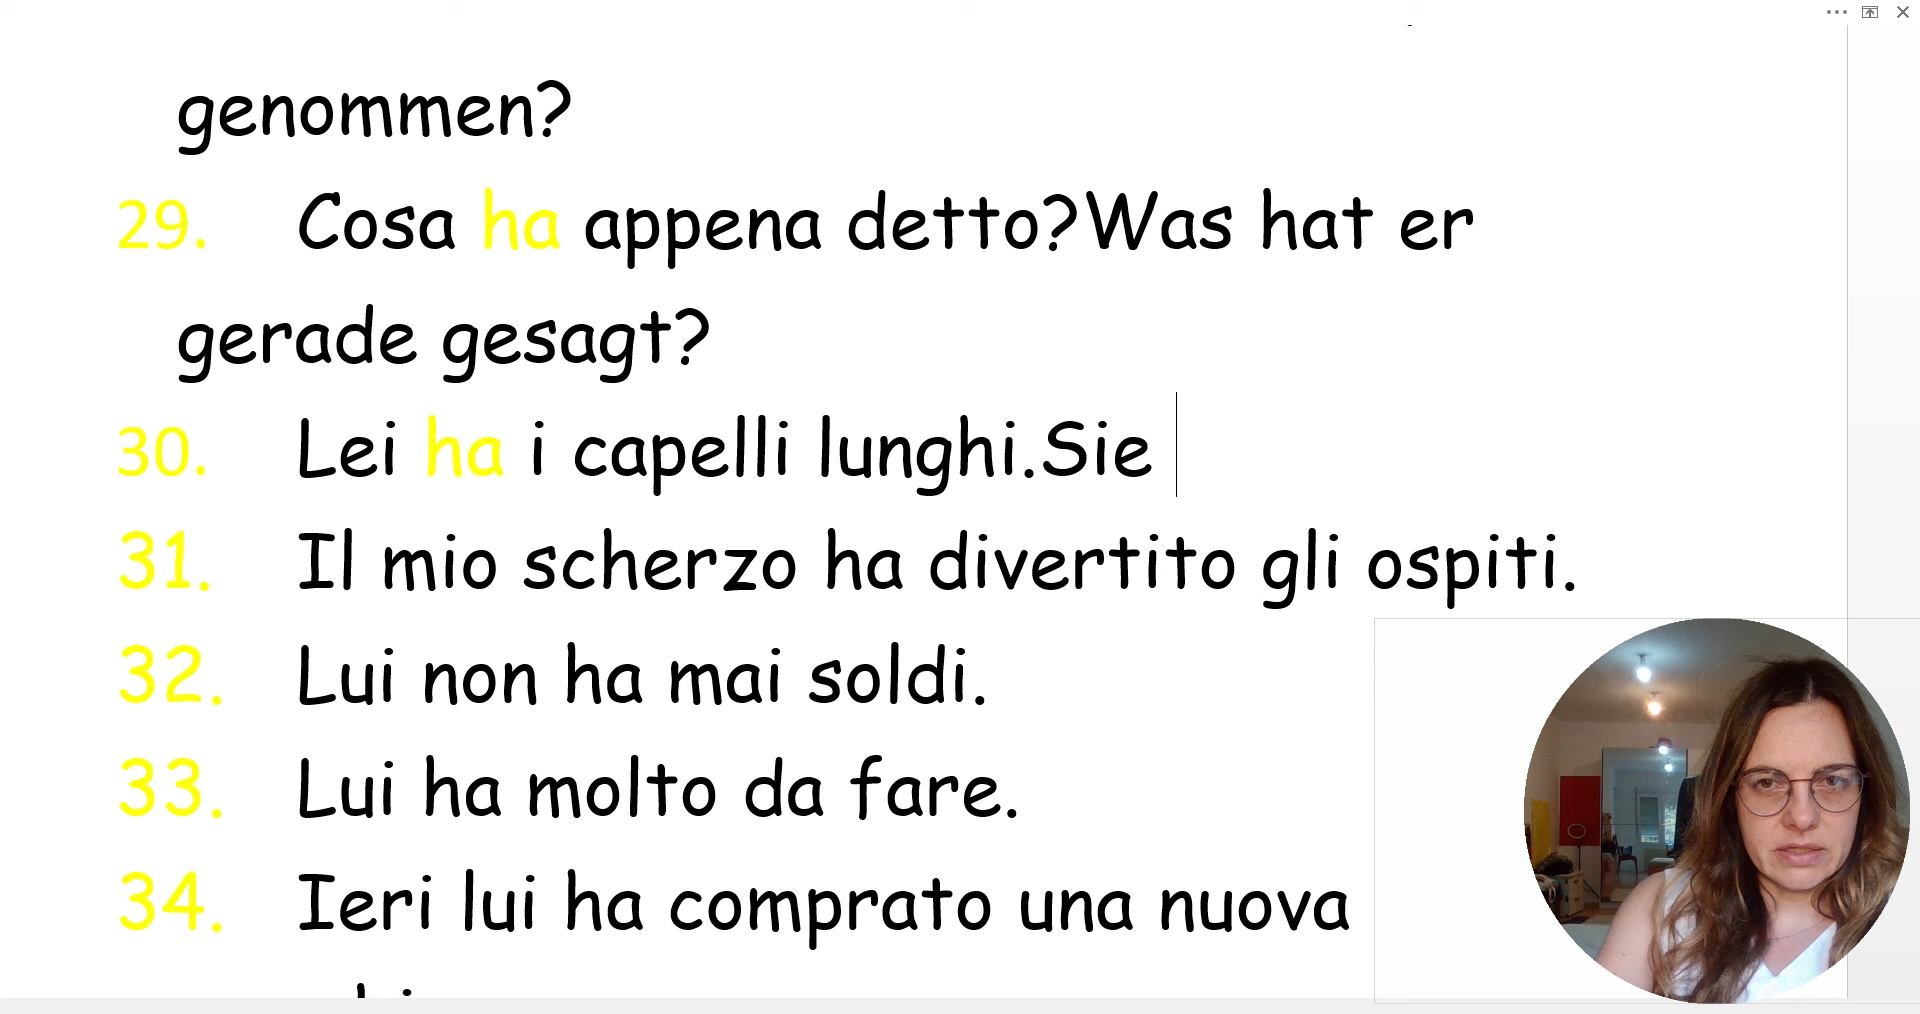 genommen?
29. Cosa ha appena detto?Was hat er
gerade gesagt?
30. Lei ha i capelli lunghi.Sie
31. Il mio scherzo ha divertito gli ospiti.
32. Lui non ha mai soldi.
33. Lui ha molto da fare.
34. Ieri lui ha comprato una nuova